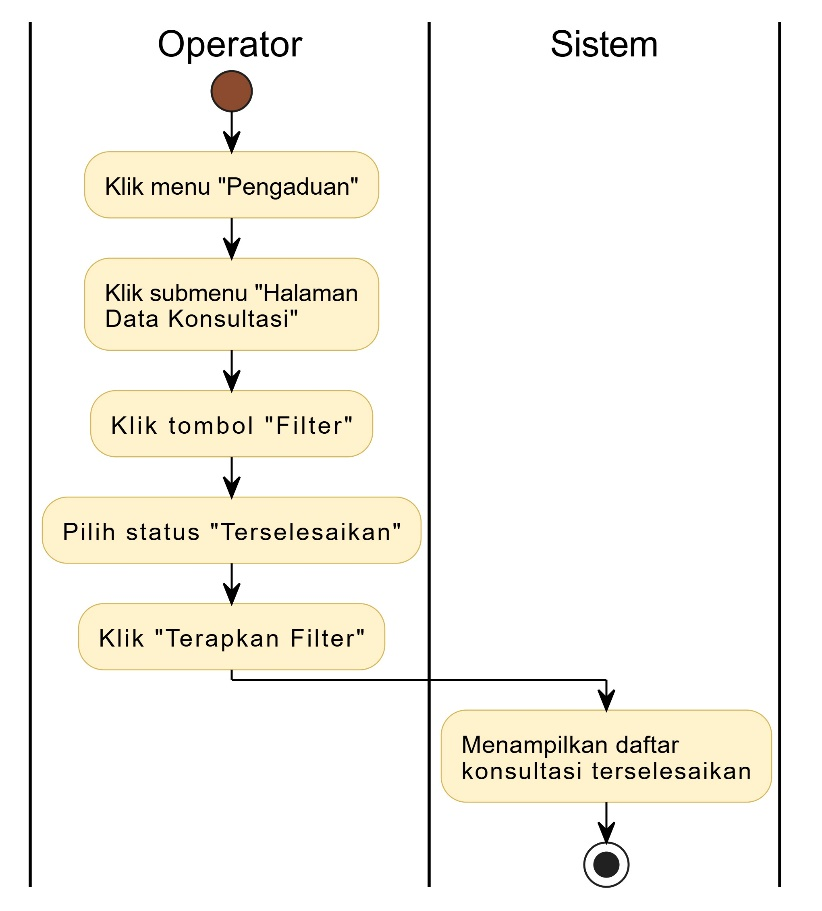 Operator
Sistem
Klik menu "Pengaduan"
Klik submenu "Halaman
Data Konsultasi"
Klik tombol "Filter"
Pilih status "Terselesaikan"
Klik "Terapkan Filter"
Menampilkan daftar
konsultasi terselesaikan